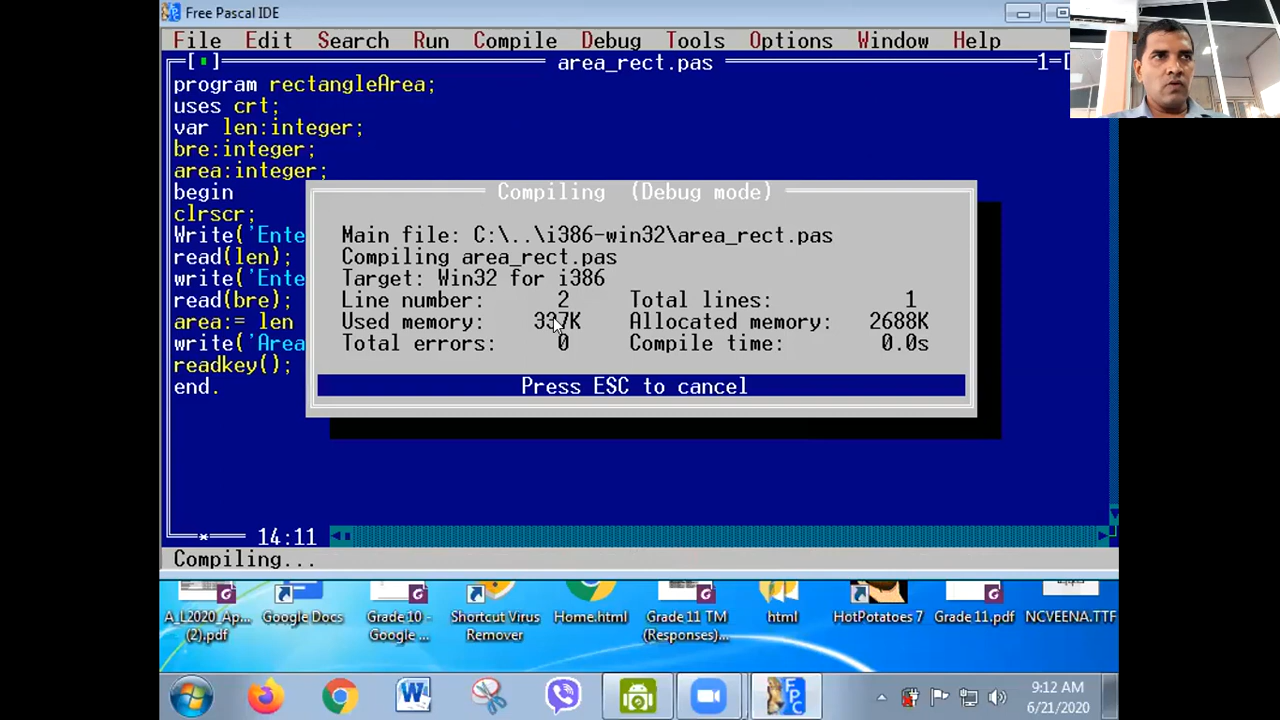 Free Pascal IDE
File Edit Search Run Compile Debug Tools Options Window Help
area_rect.pas 1
program rectangleArea;
uses crt;
var len:integer;
bre:integer;
area:integer;
begin
clrscr;
Write('Ente
read(len);
write('Ente
read(bre);
area:= len
write('Area
readkey();
end.
Compiling (Debug mode)
Main file: C:\..\i386-win32\area_rect.pas
Compiling area_rect.pas
Target: Win32 for i386
Line number: 2 Total lines: 1
Used memory: 337K Allocated memory: 2688K
Total errors: 0 Compile time: 0.0s
Press ESC to cancel
14:11
Compiling...
A_L2020_Ap...
(2).pdf
Google Docs
Grade 10 -
Google ...
Shortcut Virus
Remover
Home.html
Grade 11 TM
(Responses)...
html
HotPotatoes 7
Grade 11.pdf
NCVEENA.TTF
9:12 AM
6/21/2020